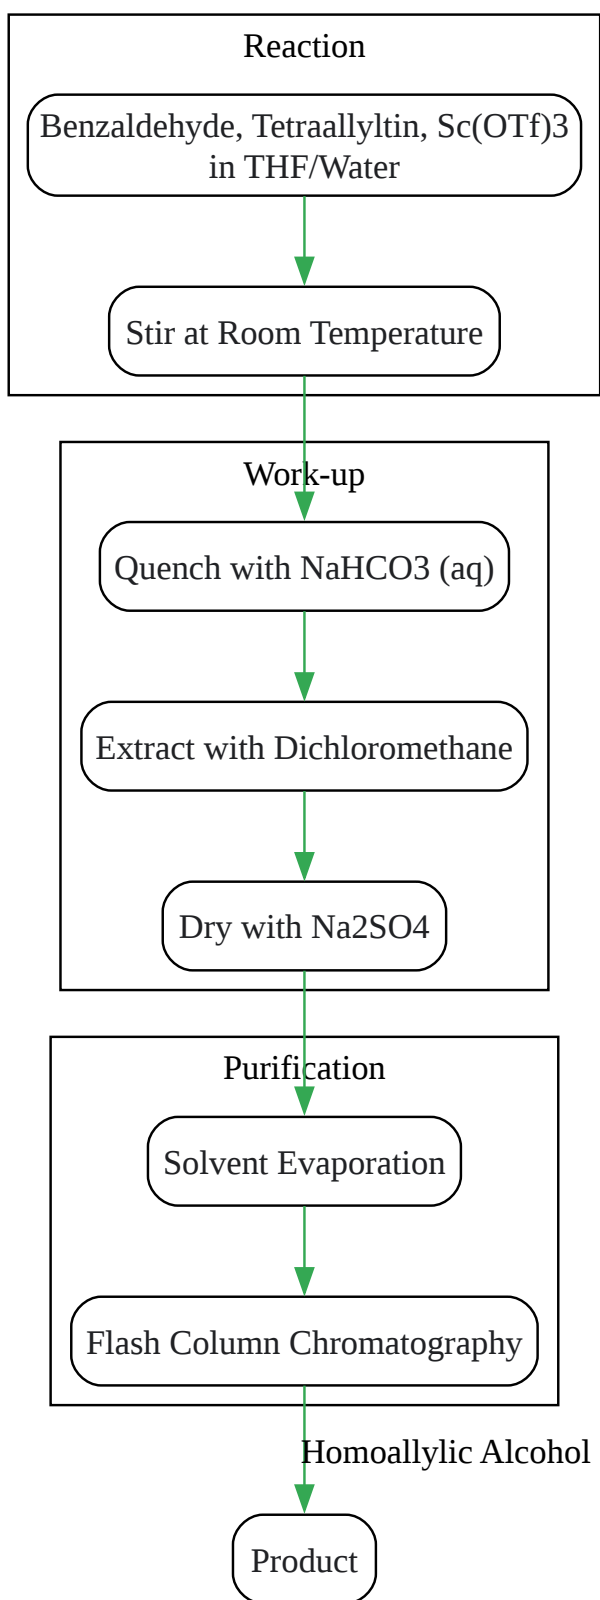 Reaction
Benzaldehyde, Tetraallyltin, Sc(OTf)3
in THF/Water
Stir at Room Temperature
Work-up
Quench with NaHCO3 (aq)
Extract with Dichloromethane
Dry with Na2SO4
Purification
Solvent Evaporation
Flash Column Chromatography
Homoallylic Alcohol
Product